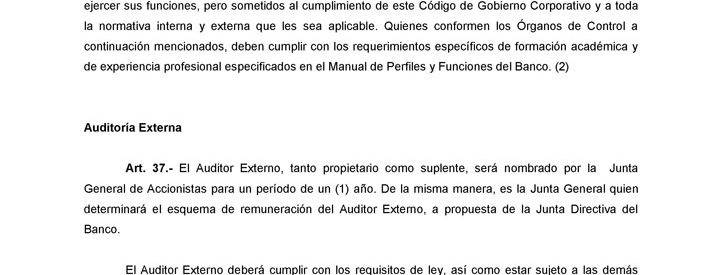 ejercer sus funciones, pero sometidos al cumplimiento de este Código de Gobierno Corporativo y a toda
la normativa interna y externa que les sea aplicable. Quienes conformen los Órganos de Control a
continuación mencionados, deben cumplir con los requerimientos específicos de formación académica y
de experiencia profesional especificados en el Manual de Perfiles y Funciones del Banco. (2)
Auditoría Externa
Art. 37.- El Auditor Externo, tanto propietario como suplente, será nombrado por la Junta
General de Accionistas para un período de un (1) año. De la misma manera, es la Junta General quien
determinará el esquema de remuneración del Auditor Externo, a propuesta de la Junta Directiva del
Banco.
El Auditor Externo deberá cumplir con los requisitos de ley, así como estar sujeto a las demás